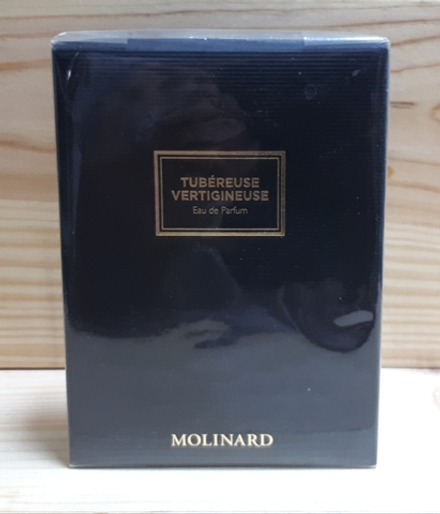 TUBÉREUSE
VERTIGINEUSE
Eau de Parfum
MOLINARD